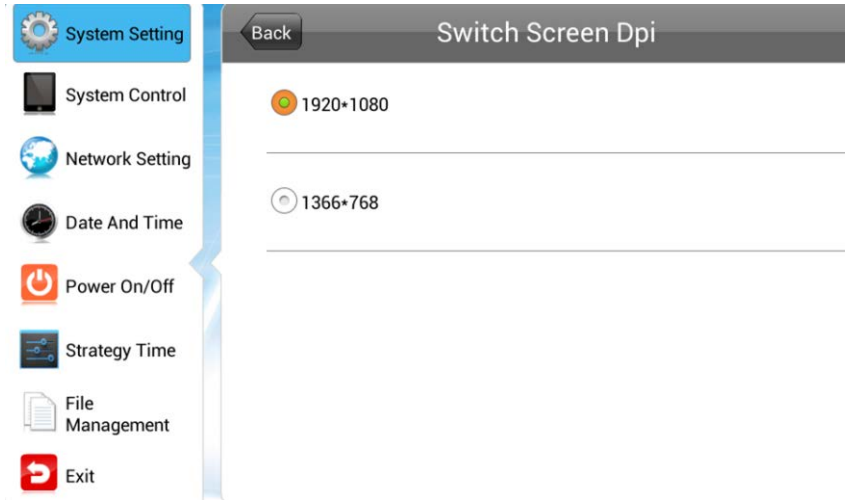 System Setting
System Control
Network Setting
Date And Time
Power On/Off
Strategy Time
File
Management
Exit
Back
Switch Screen Dpi
1920*1080
1366*768